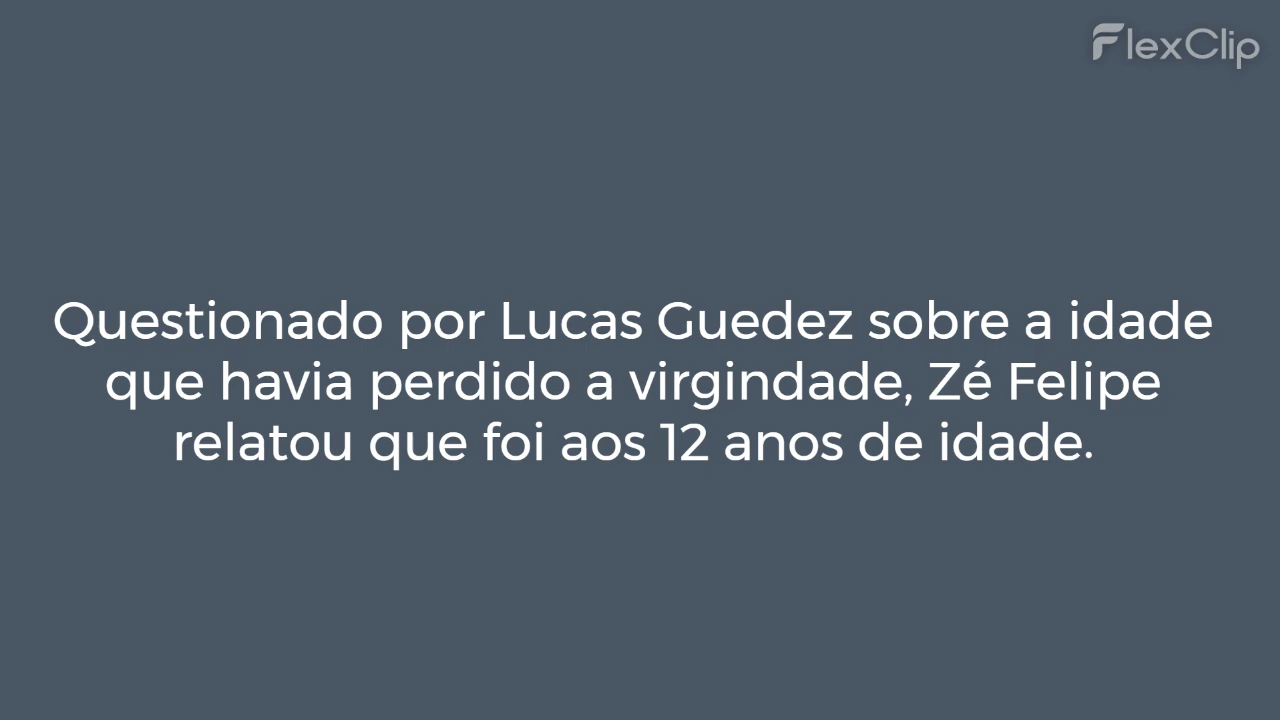 FlexClip
Questionado por Lucas Guedez sobre a idade
que havia perdido a virgindade, Zé Felipe
relatou que foi aos 12 anos de idade.